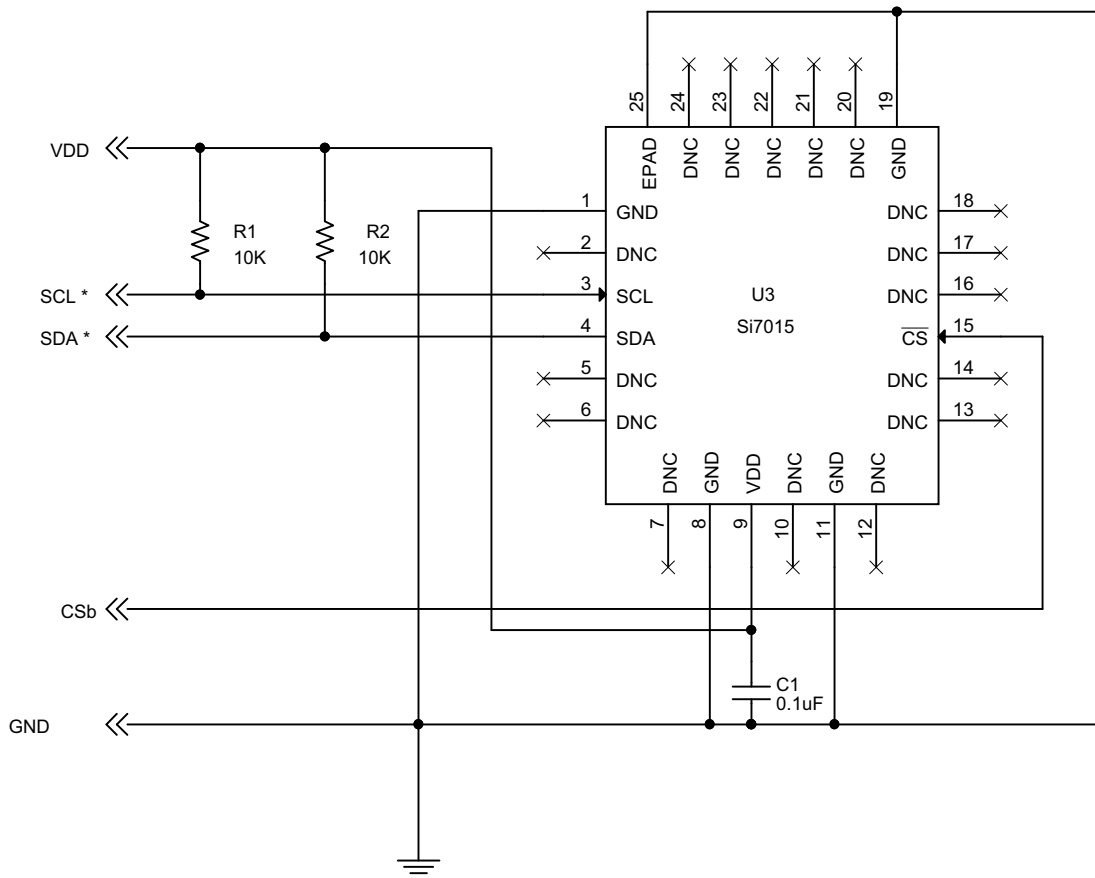 25
24
23
22
21
20
19
EPAD
DNC
DNC
DNC
DNC
DNC
GND
VDD
R1
10K
R2
10K
SCL *
SDA *
1
GND
2
DNC
3
SCL
4
SDA
5
DNC
6
DNC
U3
Si7015
DNC
18
DNC
17
DNC
16
CS
15
DNC
14
DNC
13
DNC
GND
VDD
DNC
GND
DNC
7
8
9
10
11
12
CSb
C1
0.1uF
GND